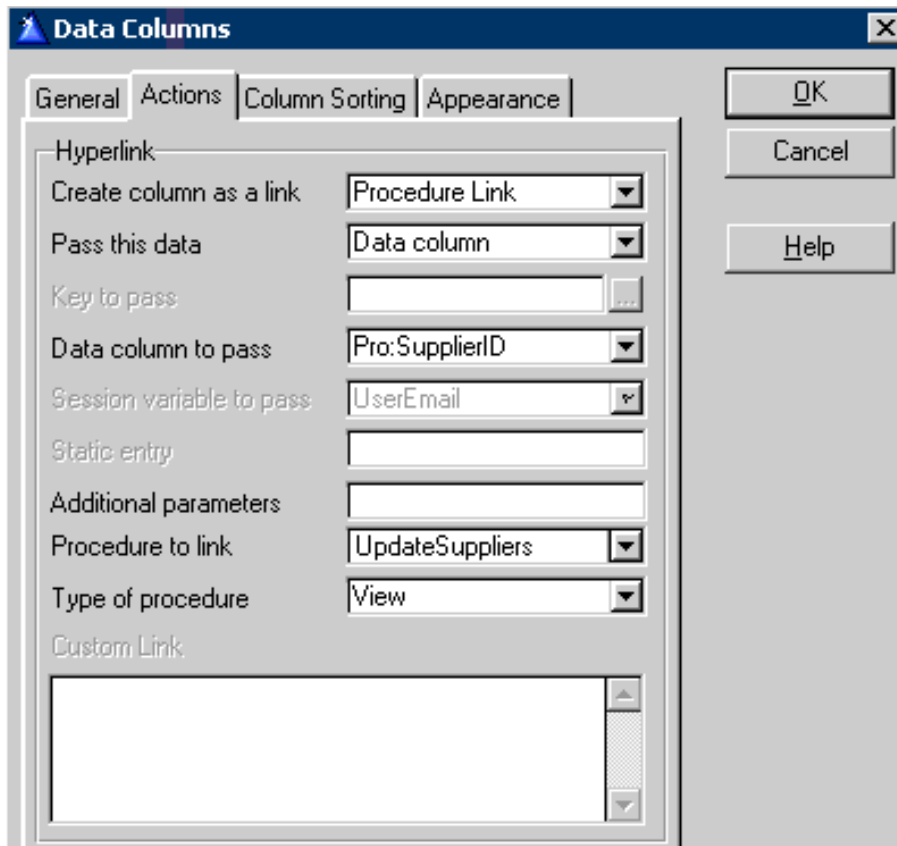 Data Columns
General Actions Column Sorting Appearance
OK
Cancel
Help
Hyperlink
Create column as a link Procedure Link
Pass this data Data column
Key to pass ...
Data column to pass Pro:SupplierID
Session variable to pass UserEmail
Static entry
Additional parameters
Procedure to link UpdateSuppliers
Type of procedure View
Custom Link